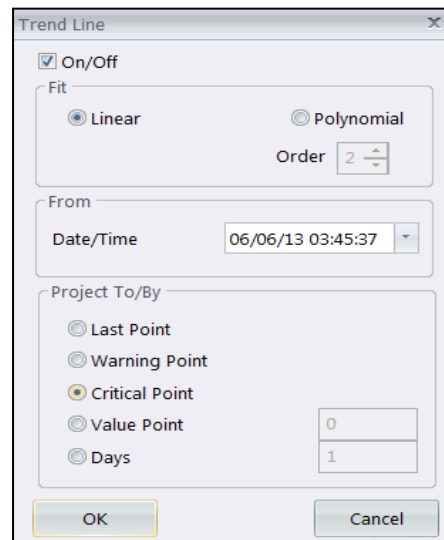 Trend Line
On/Off
Fit
Linear Polynomial
Order 2
From
Date/Time 06/06/13 03:45:37
Project To/By
Last Point
Warning Point
Critical Point
Value Point 0
Days 1
OK Cancel